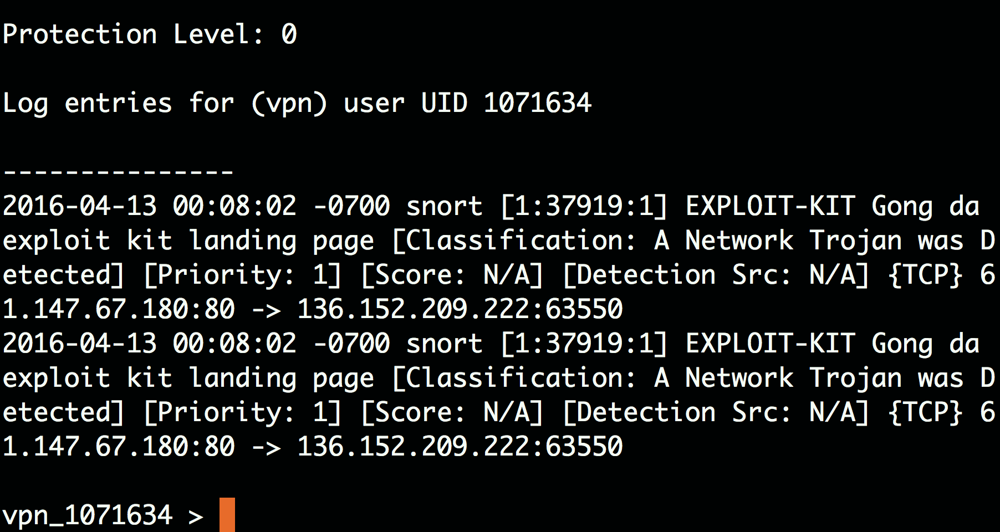 Protection Level: 0
Log entries for (vpn) user UID 1071634
---------------
2016-04-13 00:08:02 -0700 snort [1:37919:1] EXPLOIT-KIT Gong da
exploit kit landing page [Classification: A Network Trojan was D
etected] [Priority: 1] [Score: N/A] [Detection Src: N/A] {TCP} 6
1.147.67.180:80 -> 136.152.209.222:63550
2016-04-13 00:08:02 -0700 snort [1:37919:1] EXPLOIT-KIT Gong da
exploit kit landing page [Classification: A Network Trojan was D
etected] [Priority: 1] [Score: N/A] [Detection Src: N/A] {TCP} 6
1.147.67.180:80 -> 136.152.209.222:63550
vpn_1071634 >